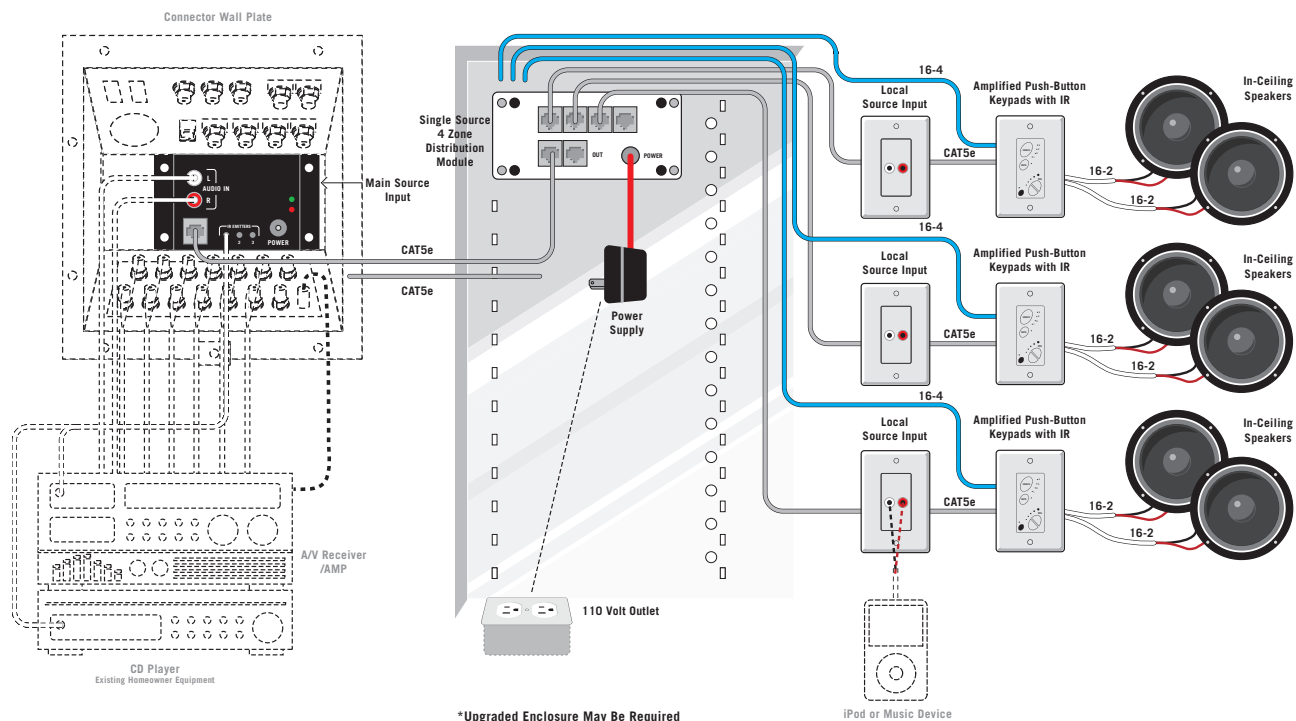 Connector Wall Plate
L
AUDIO IN
R
IR EMITTERS
2
3
POWER
Main Source
Input
Single Source
4 Zone
Distribution
Module
OUT
POWER
CAT5e
CAT5e
Power
Supply
110 Volt Outlet
A/V Receiver
/AMP
CD Player
Existing Homeowner Equipment
16-4
Local
Source Input
Amplified Push-Button
Keypads with IR
In-Ceiling
Speakers
CAT5e
16-2
16-2
16-4
Local
Source Input
Amplified Push-Button
Keypads with IR
In-Ceiling
Speakers
CAT5e
16-2
16-2
16-4
Local
Source Input
Amplified Push-Button
Keypads with IR
In-Ceiling
Speakers
CAT5e
16-2
16-2
iPod or Music Device
*Upgraded Enclosure May Be Required